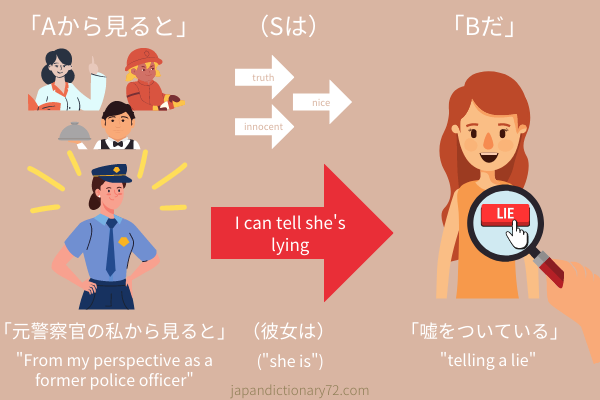 「Aから見ると」
（Sは）
「Bだ」
truth
nice
innocent
I can tell she's
lying
LIE
「元警察官の私から見ると」
（彼女は）
「嘘をついている」
"From my perspective as a
former police officer"
("she is")
"telling a lie"
japandictionary72.com